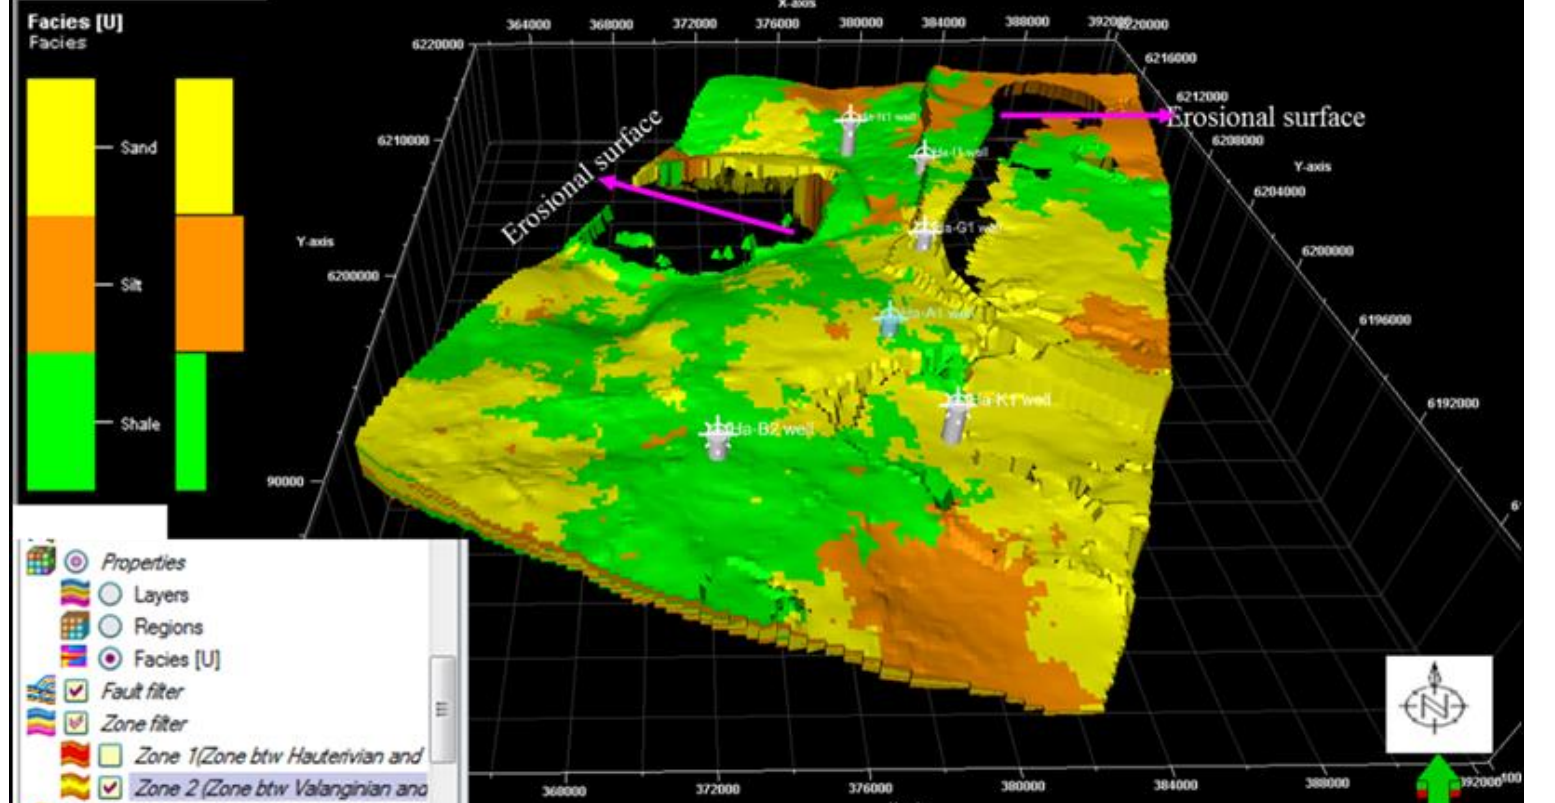 Facies [U]
Facies
Sand
Silt
Shale
X-axis
364000
368000
372000
376000
380000
384000
388000
6220000
6216000
6212000
6208000
6204000
6200000
6196000
6192000
Y-axis
Y-axis
6210000
6200000
90000
Erosional surface
Erosional surface
Ha-G1 well
Ha-A1 well
Ha-K1 well
Ha-B2 well
Properties
Layers
Regions
Facies [U]
Fault filter
Zone filter
Zone 1(Zone btw Hauterivian and
Zone 2 (Zone btw Valanginian and
368000
372000
376000
380000
384000
388000
N